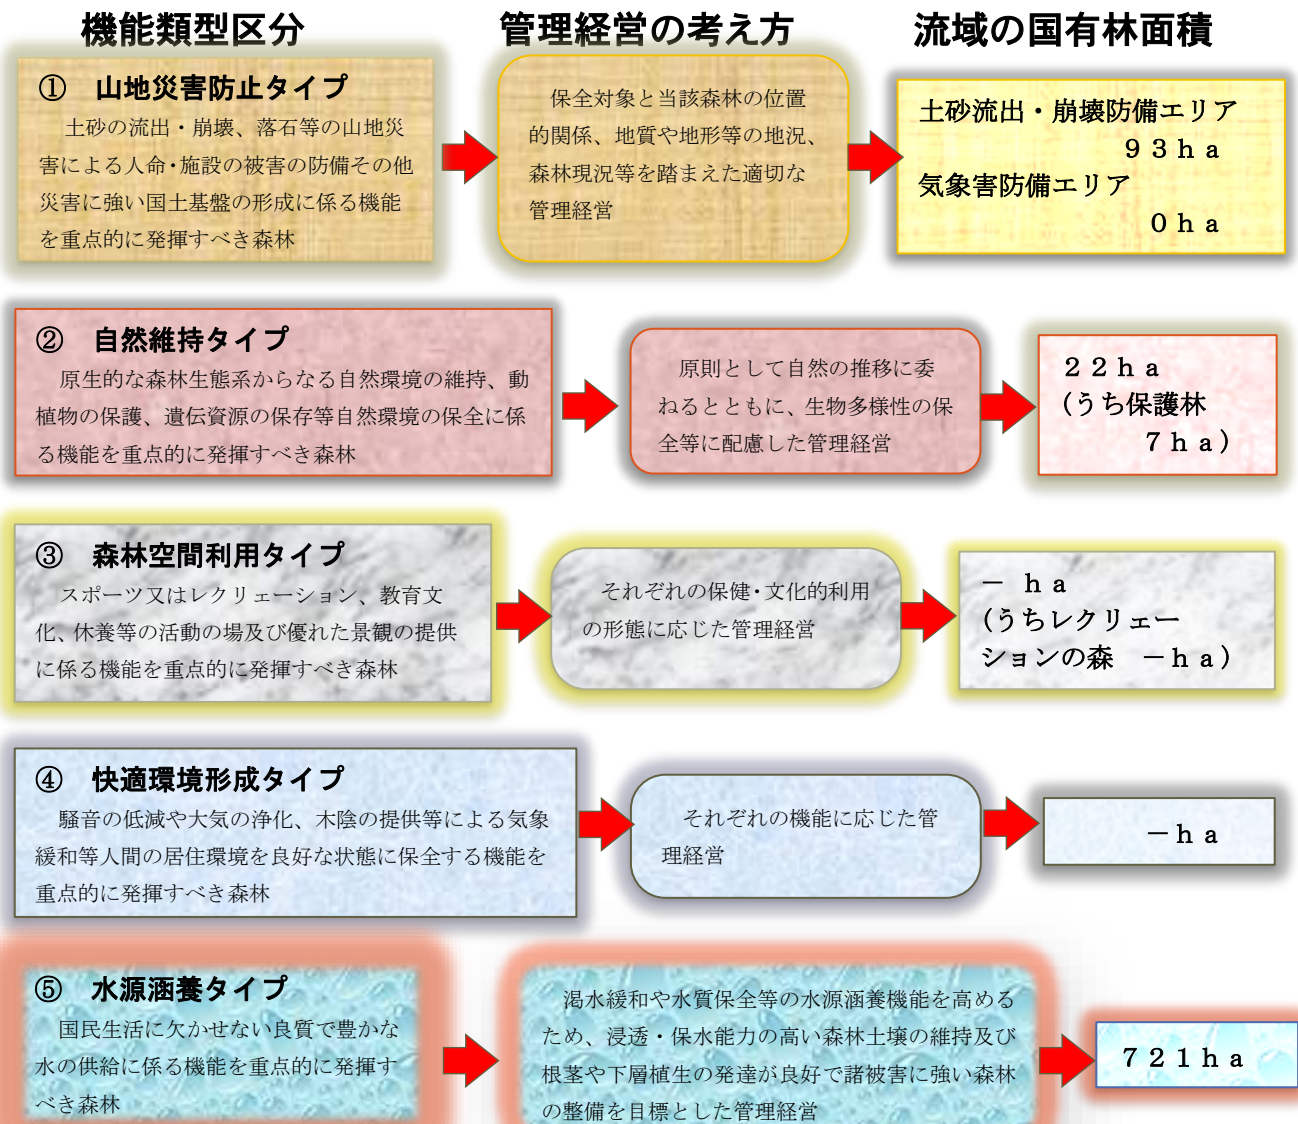 機能類型区分
管理経営の考え方
流域の国有林面積
① 山地災害防止タイプ
土砂の流出・崩壊、落石等の山地災
害による人命・施設の被害の防備その他
災害に強い国土基盤の形成に係る機能
を重点的に発揮すべき森林
保全対象と当該森林の位置
的関係、地質や地形等の地況、
森林現況等を踏まえた適切な
管理経営
土砂流出・崩壊防備エリア
９３ｈａ
気象害防備エリア
０ｈａ
② 自然維持タイプ
原生的な森林生態系からなる自然環境の維持、動
植物の保護、遺伝資源の保存等自然環境の保全に係
る機能を重点的に発揮すべき森林
原則として自然の推移に委
ねるとともに、生物多様性の保
全等に配慮した管理経営
２２ｈａ
(うち保護林
７ｈａ)
③ 森林空間利用タイプ
スポーツ又はレクリェーション、教育文
化、休養等の活動の場及び優れた景観の提供
に係る機能を重点的に発揮すべき森林
それぞれの保健・文化的利用
の形態に応じた管理経営
－ ｈａ
(うちレクリェー
ションの森 －ｈａ)
④ 快適環境形成タイプ
騒音の低減や大気の浄化、木陰の提供等による気象
緩和等人間の居住環境を良好な状態に保全する機能を
重点的に発揮すべき森林
それぞれの機能に応じた管
理経営
－ｈａ
⑤ 水源涵養タイプ
国民生活に欠かせない良質で豊かな
水の供給に係る機能を重点的に発揮す
べき森林
渇水緩和や水質保全等の水源涵養機能を高める
ため、浸透・保水能力の高い森林土壌の維持及び
根茎や下層植生の発達が良好で諸被害に強い森林
の整備を目標とした管理経営
７２１ｈａ